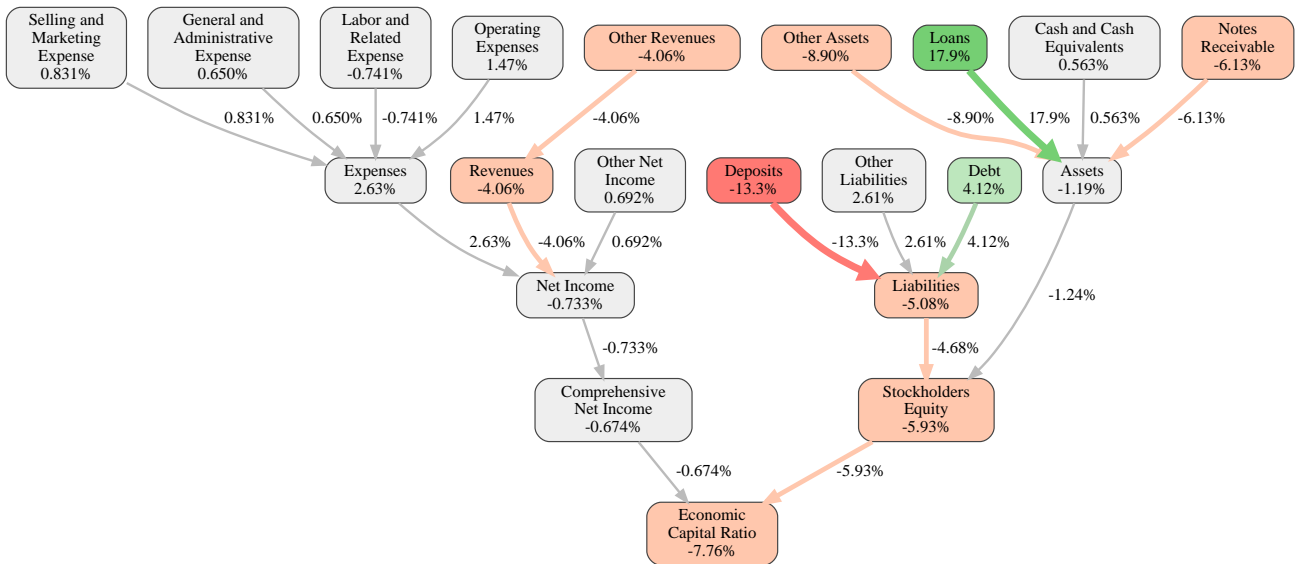 Selling and
Marketing
Expense
0.831%
General and
Administrative
Expense
0.650%
Labor and
Related
Expense
-0.741%
Operating
Expenses
1.47%
Other Revenues
-4.06%
Other Assets
-8.90%
Loans
17.9%
Cash and Cash
Equivalents
0.563%
Notes
Receivable
-6.13%
0.831%
0.650%
-0.741%
1.47%
-4.06%
-8.90%
17.9%
0.563%
-6.13%
Expenses
2.63%
Revenues
-4.06%
Other Net
Income
0.692%
Deposits
-13.3%
Other
Liabilities
2.61%
Debt
4.12%
Assets
-1.19%
2.63%
-4.06%
0.692%
-13.3%
2.61%
4.12%
-1.24%
Net Income
-0.733%
Liabilities
-5.08%
-0.733%
-4.68%
Comprehensive
Net Income
-0.674%
Stockholders
Equity
-5.93%
-0.674%
-5.93%
Economic
Capital Ratio
-7.76%